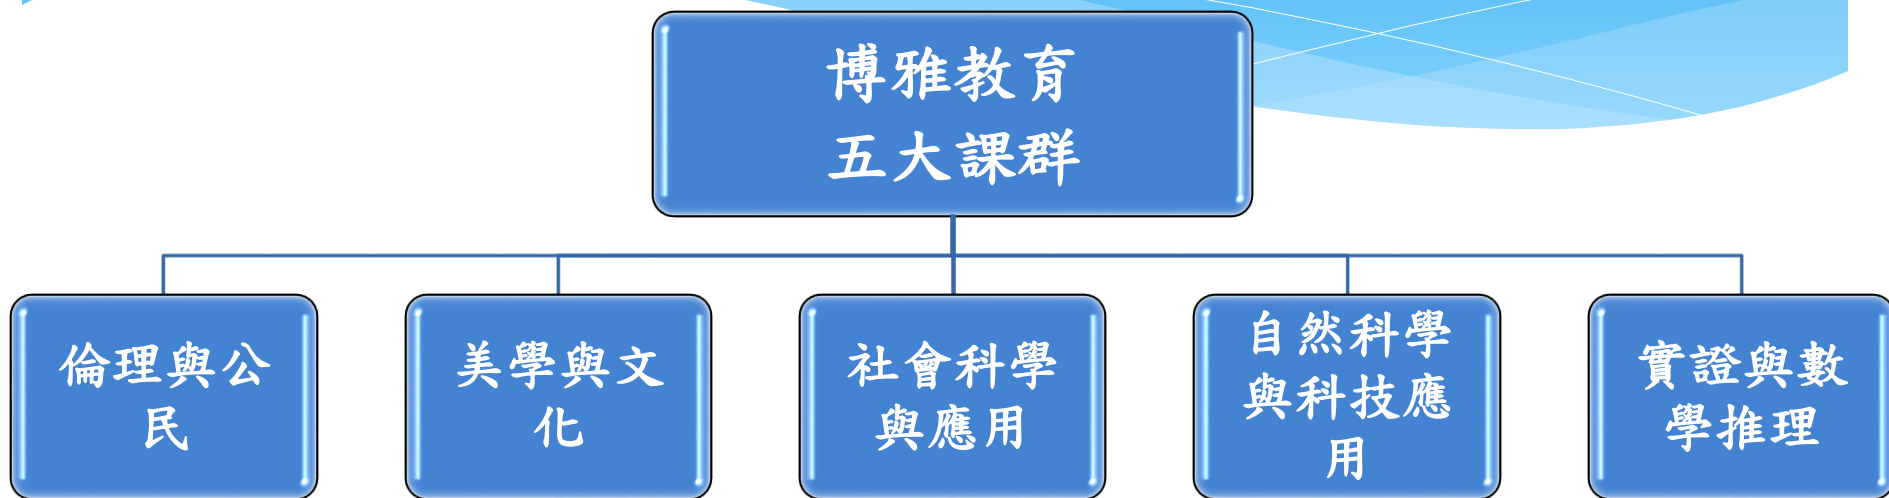 博雅教育
五大課群
倫理與公
民
美學與文
化
社會科學
與應用
自然科學
與科技應
用
實證與數
學推理